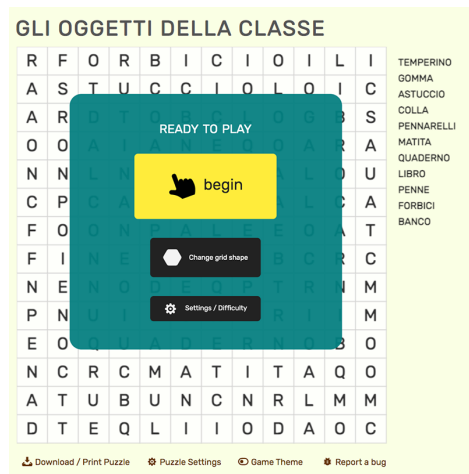 GLI OGGETTI DELLA CLASSE
R F O R B I C I O I L I
A S T U C C I O L O I C
A R D T B C L O G B S
O O A I A N E O A R A
N N L N A L O U
C P C A A L C A
F O O N P A L E E O A T
F I N E B C R C
N E N O D E Q P T R N M
P N U I R I I M
E O Q U A D E R N O B O
N C R C M A T I T A Q O
A T U B U N C N R L M M
D T E Q L I I O D A O C
READY TO PLAY
begin
Change grid shape
Settings / Difficulty
TEMPERINO
GOMMA
ASTUCCIO
COLLA
PENNARELLI
MATITA
QUADERNO
LIBRO
PENNE
FORBICI
BANCO
Download / Print Puzzle Puzzle Settings Game Theme Report a bug